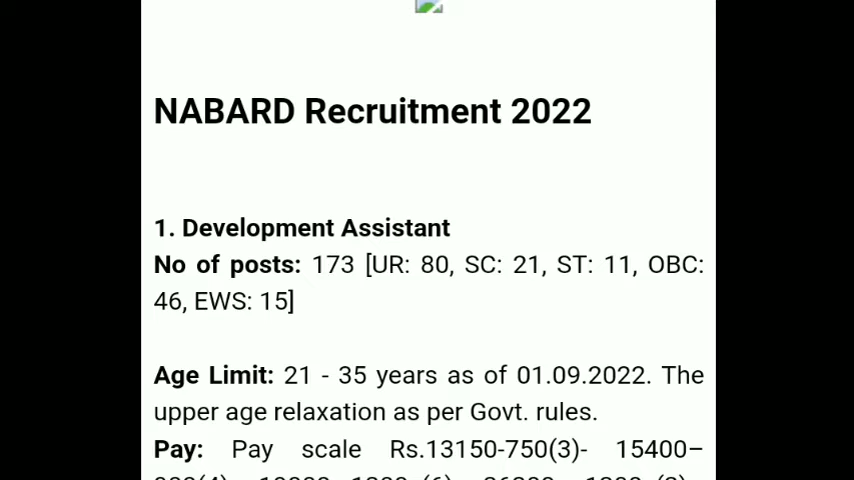 NABARD Recruitment 2022
1. Development Assistant
No of posts: 173 [UR: 80, SC: 21, ST: 11, OBC:
46, EWS: 15]
Age Limit: 21 - 35 years as of 01.09.2022. The
upper age relaxation as per Govt. rules.
Pay: Pay scale Rs.13150-750(3)- 15400–